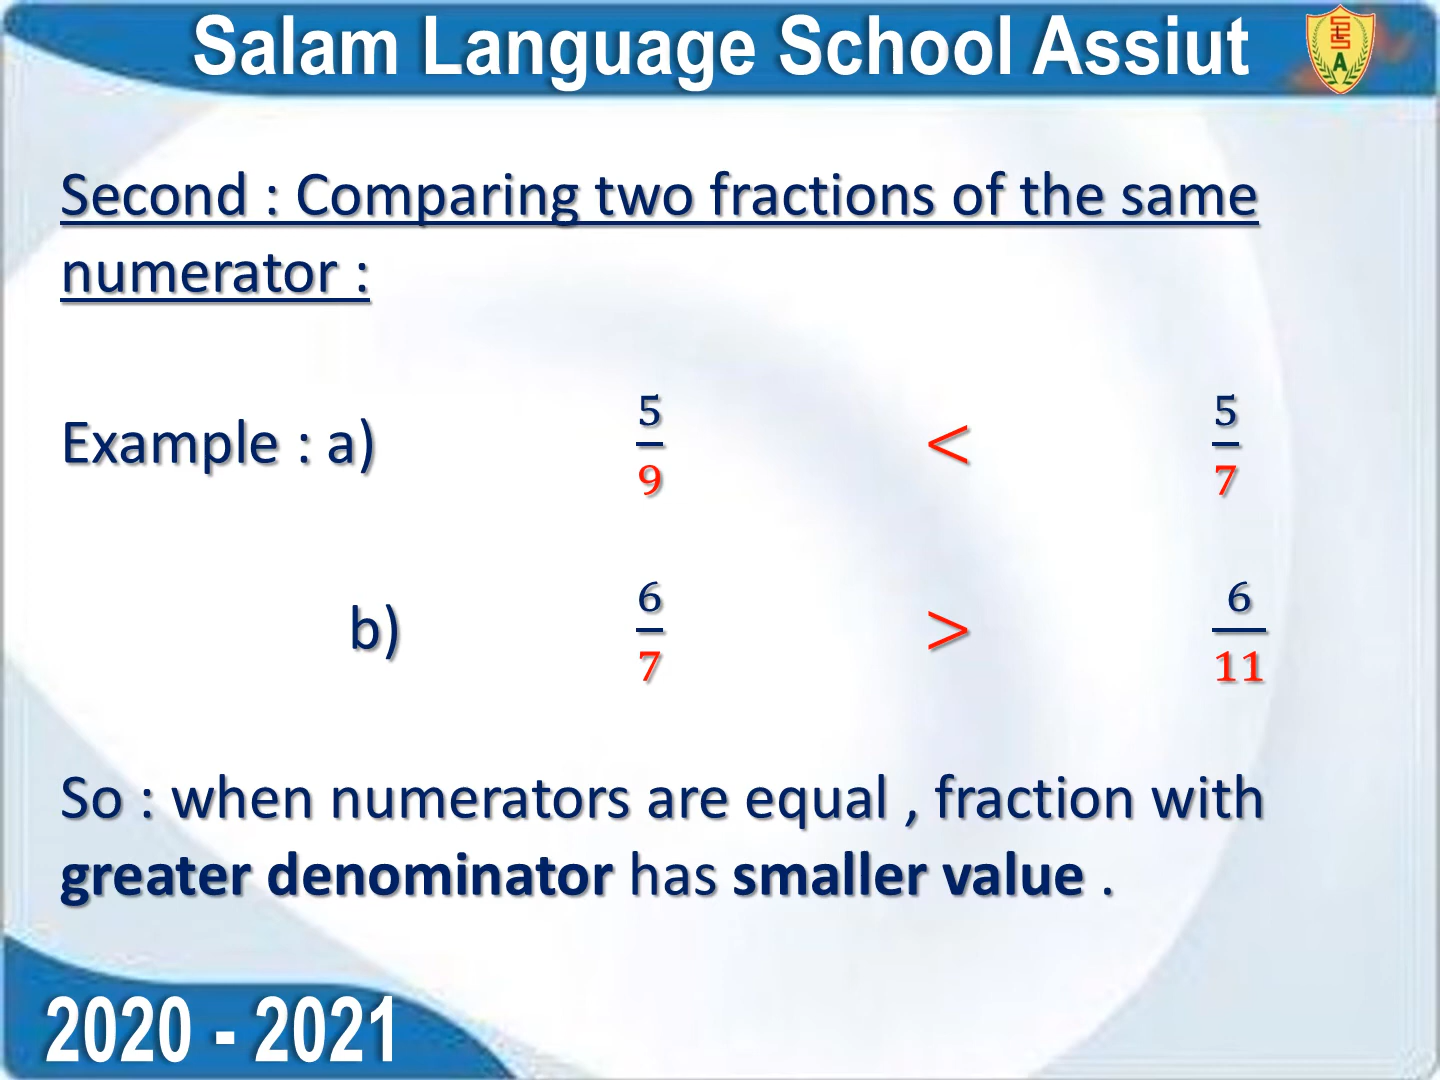 Salam Language School Assiut
Second : Comparing two fractions of the same
numerator :
Example : a) 5/9 < 5/7
b) 6/7 > 6/11
So : when numerators are equal , fraction with
greater denominator has smaller value .
2020 - 2021